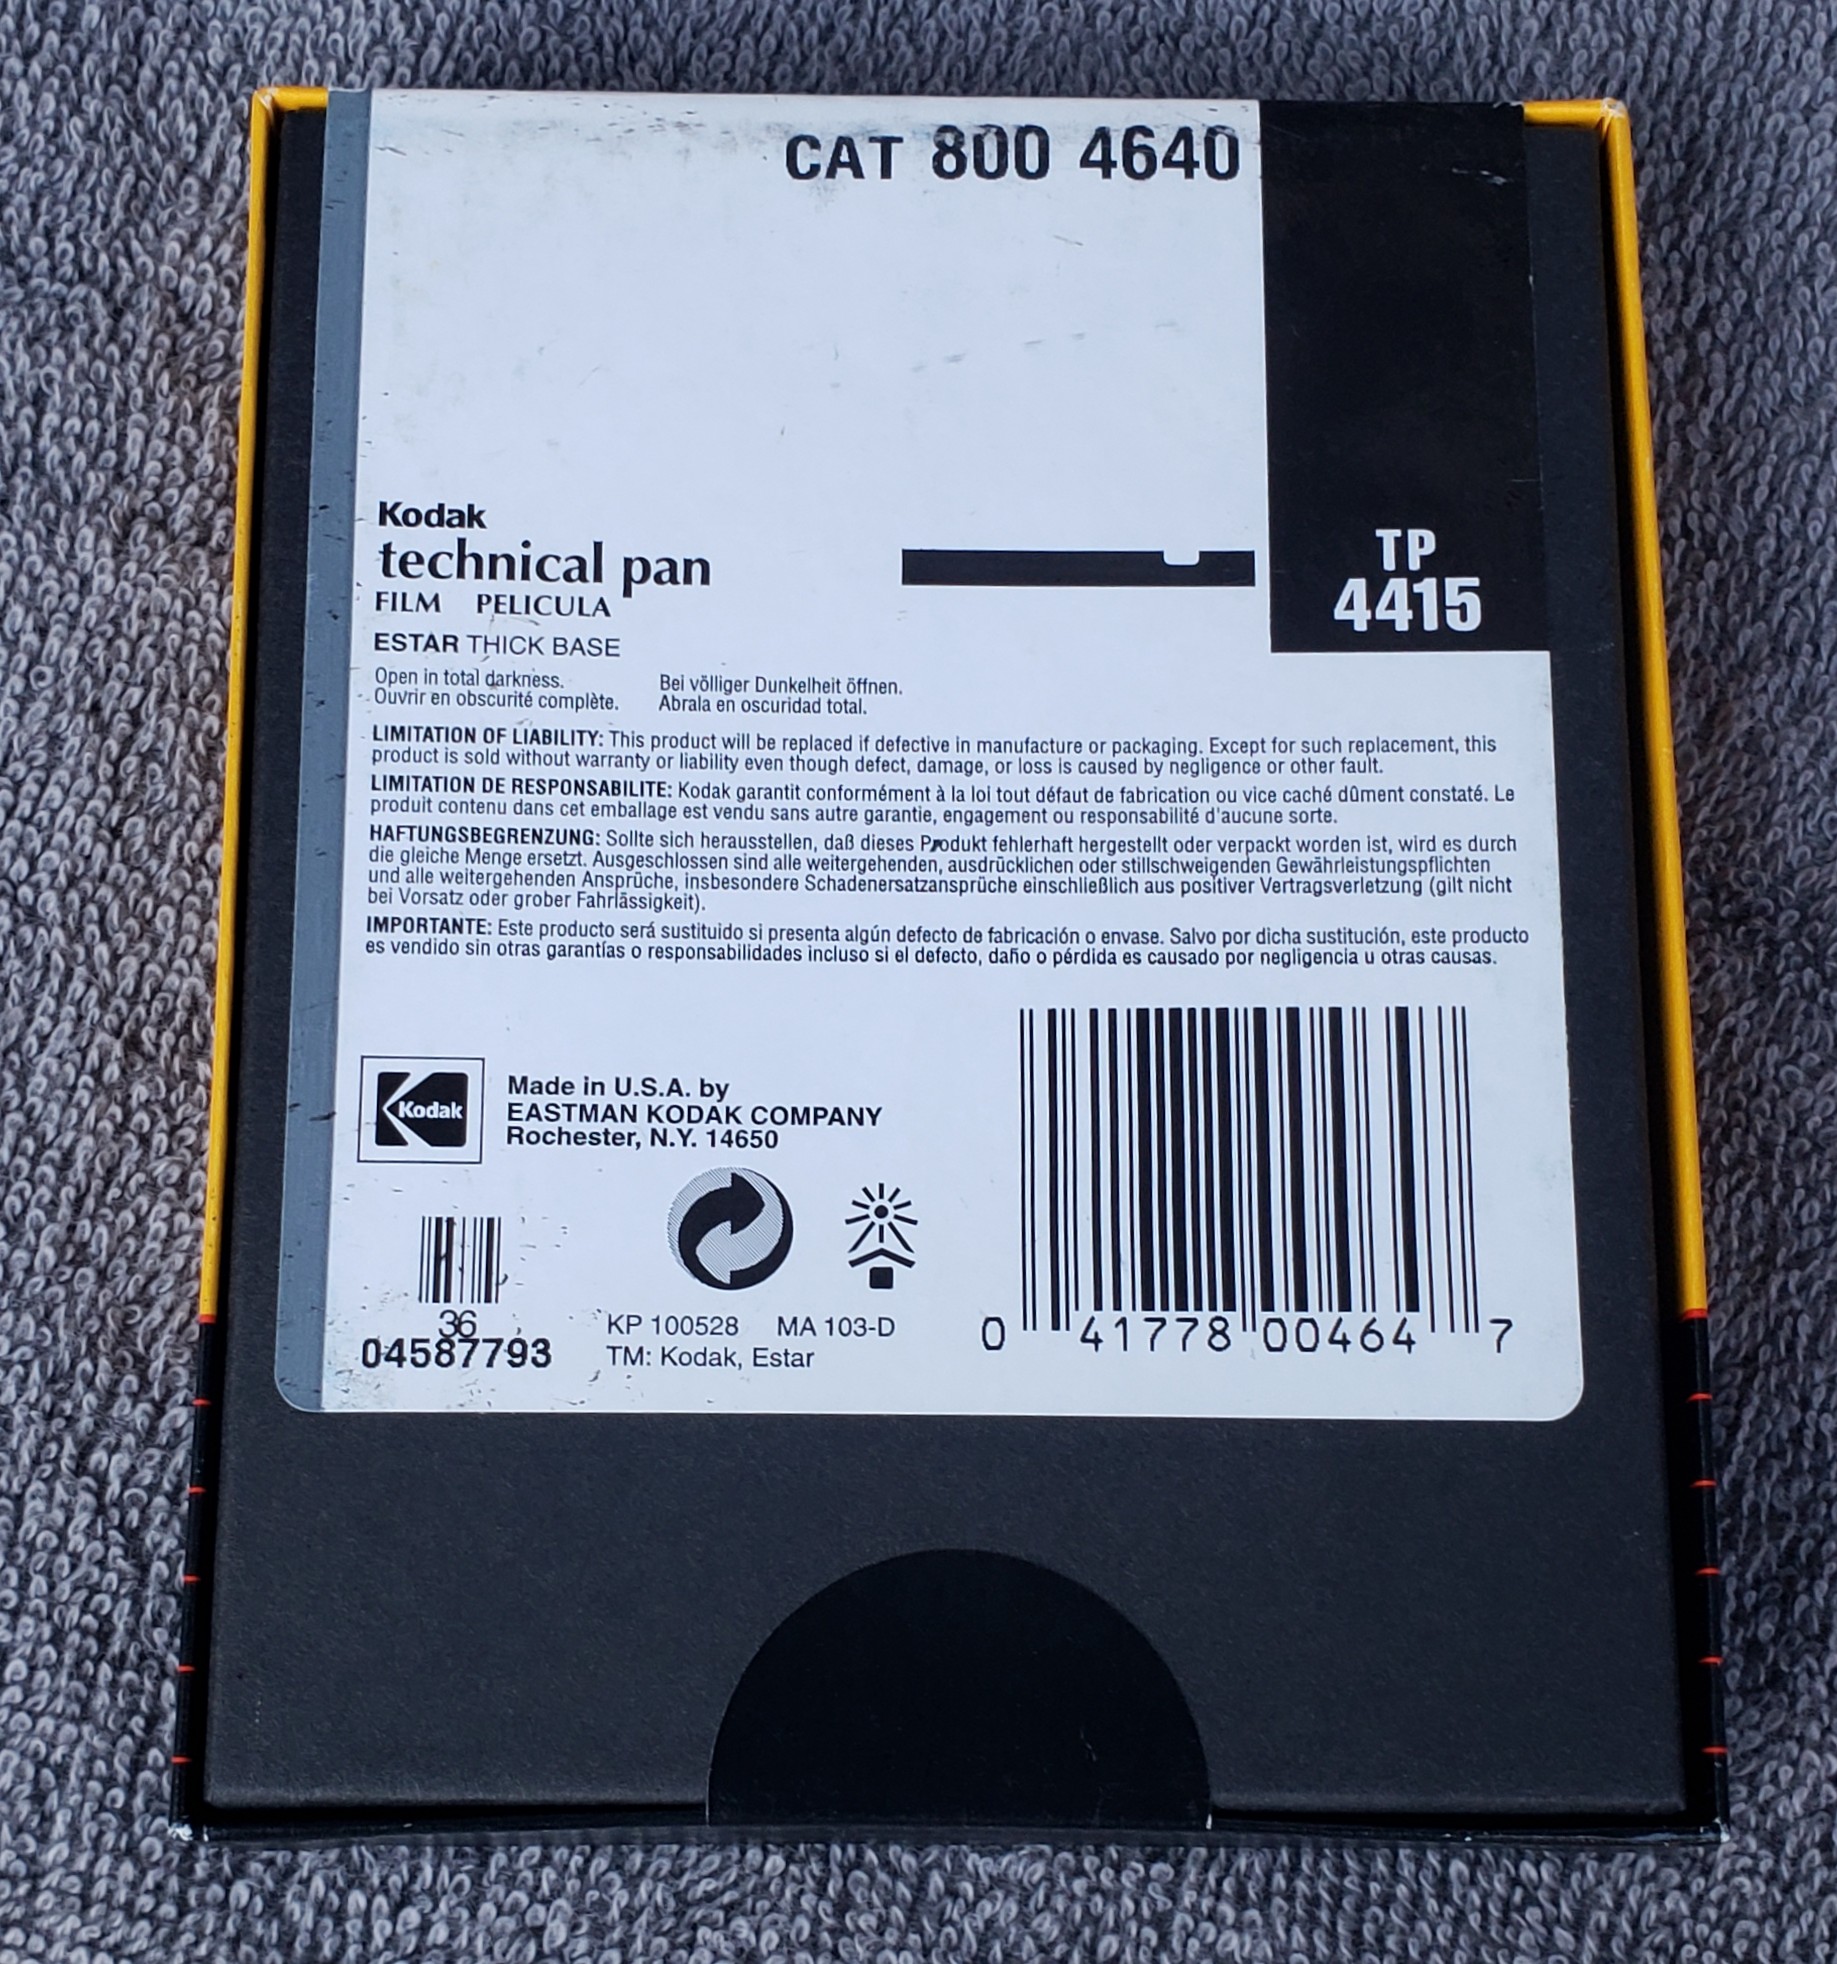 CAT 800 4640
Kodak
technical pan
FILM PELICULA
TP
4415
ESTAR THICK BASE
Open in total darkness.
Ouvrir en obscurité complète.
Bei völliger Dunkelheit öffnen.
Abrala en oscuridad total.
LIMITATION OF LIABILITY: This product will be replaced if defective in manufacture or packaging. Except for such replacement, this
product is sold without warranty or liability even though defect, damage, or loss is caused by negligence or other fault.
LIMITATION DE RESPONSABILITE: Kodak garantit conformément à la loi tout défaut de fabrication ou vice caché dûment constaté. Le
produit contenu dans cet emballage est vendu sans autre garantie, engagement ou responsabilité d'aucune sorte.
HAFTUNGSBEGRENZUNG: Sollte sich herausstellen, daß dieses Produkt fehlerhaft hergestellt oder verpackt worden ist, wird es durch
die gleiche Menge ersetzt. Ausgeschlossen sind alle weitergehenden, ausdrücklichen oder stillschweigenden Gewährleistungspflichten
und alle weitergehenden Ansprüche, insbesondere Schadenersatzansprüche einschließlich aus positiver Vertragsverletzung (gilt nicht
bei Vorsatz oder grober Fahrlässigkeit).
IMPORTANTE: Este producto será sustituido si presenta algún defecto de fabricación o envase. Salvo por dicha sustitución, este producto
es vendido sin otras garantías o responsabilidades incluso si el defecto, daño o pérdida es causado por negligencia u otras causas.
Kodak
Made in U.S.A. by
EASTMAN KODAK COMPANY
Rochester, N.Y. 14650
36
04587793
KP 100528 MA 103-D
TM: Kodak, Estar
0 41778 00464 7